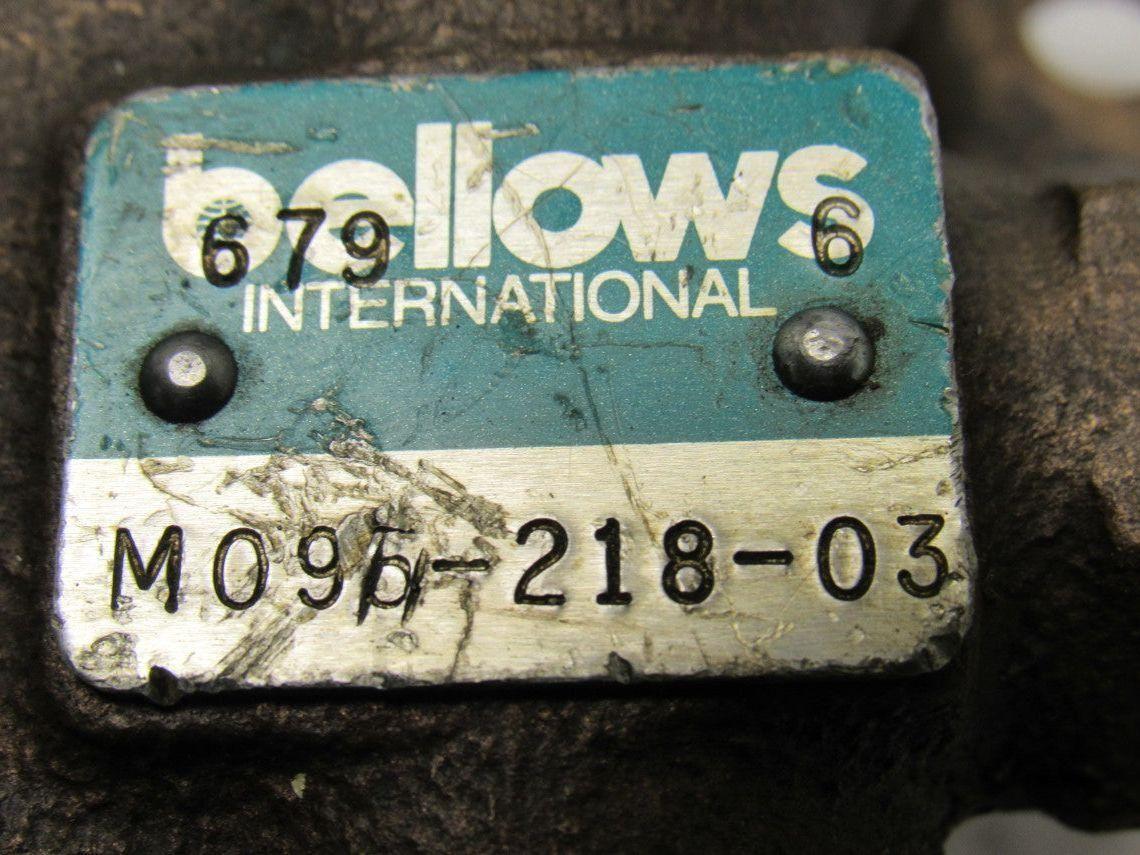 bellows
679 6
INTERNATIONAL
M095-218-03